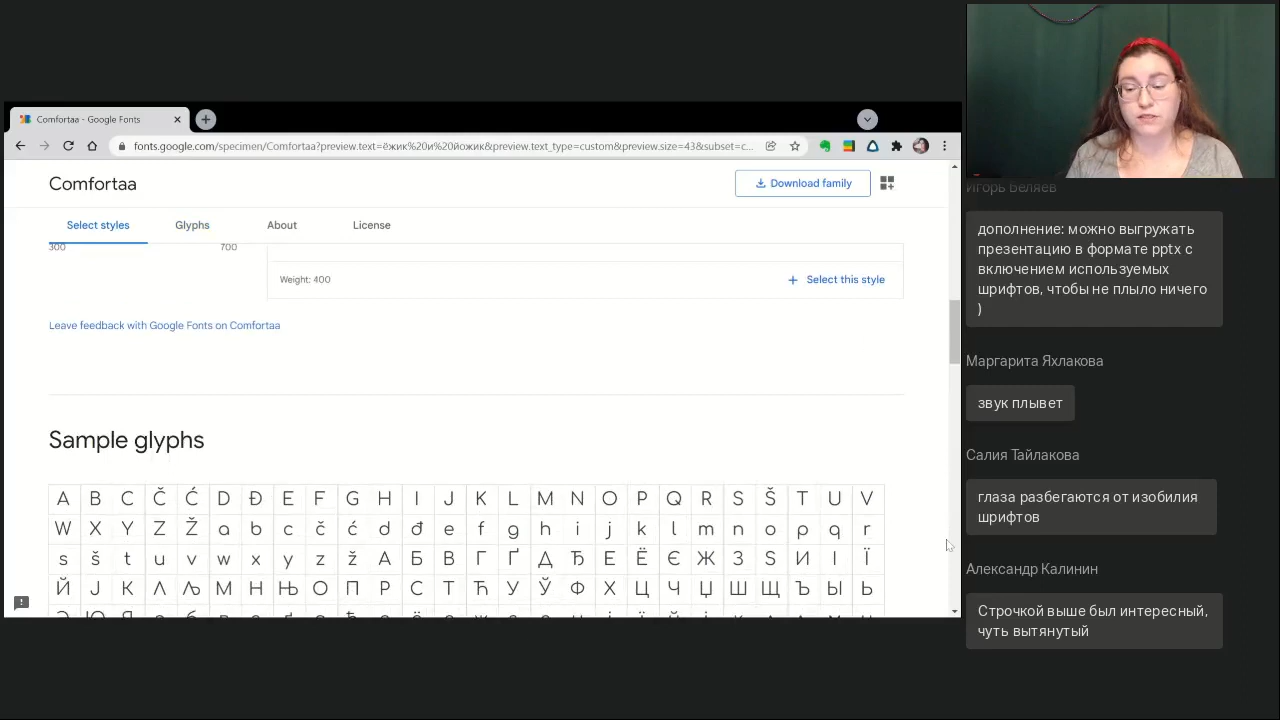 Comfortaa - Google Fonts
fonts.google.com/specimen/Comfortaa?preview.text=ёжик%20и%20йожик&preview.text_type=custom&preview.size=43&subset=c...
Comfortaa
Download family
Select styles
Glyphs
About
License
300
700
Weight: 400
+ Select this style
Leave feedback with Google Fonts on Comfortaa
Sample glyphs
A B C Č Ć D Đ E F G H I J K L M N O P Q R S Š T U V
W X Y Z Ž a b c č ć d đ e f g h i j k l m n o p q r
s š t u v w x y z ž А Б В Г Ґ Д Ђ Е Ё Є Ж З Ѕ И І Ї
Й Ј К Л Љ М Н Њ О П Р С Т Ћ У Ў Ф Х Ц Ч Џ Ш Щ Ъ Ы Ь
Игорь Беляев
дополнение: можно выгружать
презентацию в формате pptx с
включением используемых
шрифтов, чтобы не плыло ничего
)
Маргарита Яхлакова
звук плывет
Салия Тайлакова
глаза разбегаются от изобилия
шрифтов
Александр Калинин
Строчкой выше был интересный,
чуть вытянутый